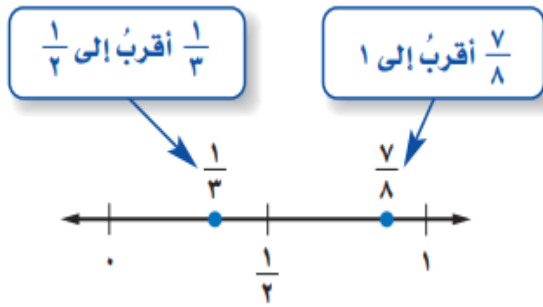 ١/٣ أقربُ إلى ١/٢
٧/٨ أقربُ إلى ١
١/٣
٧/٨
٠
١/٢
١